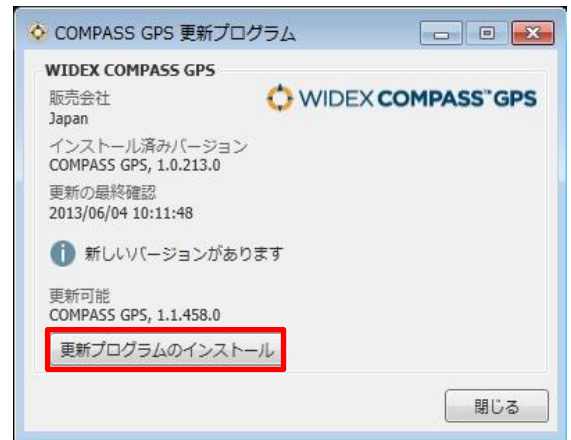 COMPASS GPS 更新プログラム
WIDEX COMPASS GPS
販売会社
WIDEX COMPASS™ GPS
Japan
インストール済みバージョン
COMPASS GPS, 1.0.213.0
更新の最終確認
2013/06/04 10:11:48
新しいバージョンがあります
更新可能
COMPASS GPS, 1.1.458.0
更新プログラムのインストール
閉じる